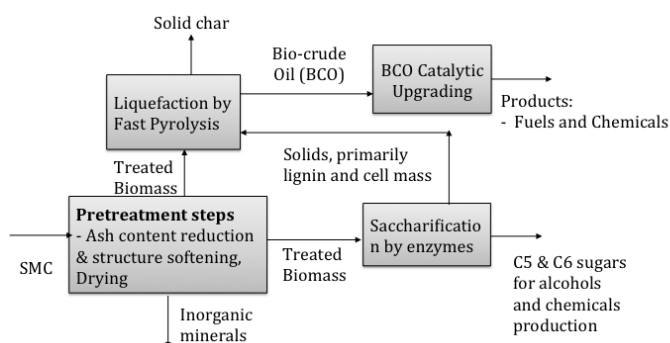 Solid char
Bio-crude
Oil (BCO)
BCO Catalytic
Upgrading
Liquefaction by
Fast Pyrolysis
Products:
- Fuels and Chemicals
Treated
Biomass
Solids, primarily
lignin and cell mass
Pretreatment steps
- Ash content reduction
& structure softening,
Drying
SMC
Treated
Biomass
Saccharificatio
n by enzymes
C5 & C6 sugars
for alcohols
and chemicals
production
Inorganic
minerals